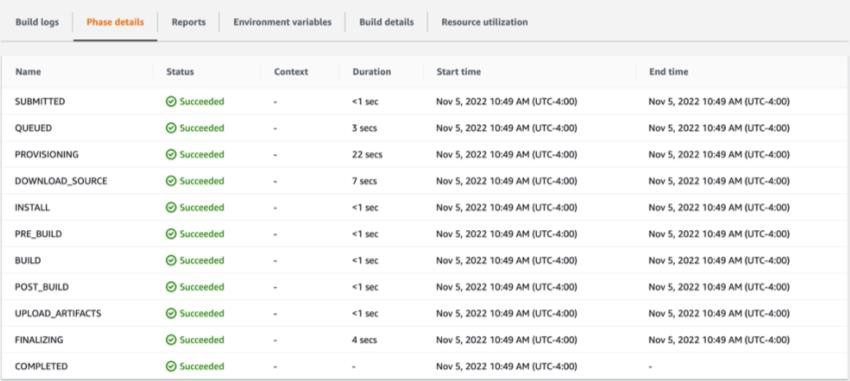 Build logs Phase details Reports Environment variables Build details Resource utilization
Name Status Context Duration Start time End time
SUBMITTED Succeeded - <1 sec Nov 5, 2022 10:49 AM (UTC-4:00) Nov 5, 2022 10:49 AM (UTC-4:00)
QUEUED Succeeded - 3 secs Nov 5, 2022 10:49 AM (UTC-4:00) Nov 5, 2022 10:49 AM (UTC-4:00)
PROVISIONING Succeeded - 22 secs Nov 5, 2022 10:49 AM (UTC-4:00) Nov 5, 2022 10:49 AM (UTC-4:00)
DOWNLOAD_SOURCE Succeeded - 7 secs Nov 5, 2022 10:49 AM (UTC-4:00) Nov 5, 2022 10:49 AM (UTC-4:00)
INSTALL Succeeded - <1 sec Nov 5, 2022 10:49 AM (UTC-4:00) Nov 5, 2022 10:49 AM (UTC-4:00)
PRE_BUILD Succeeded - <1 sec Nov 5, 2022 10:49 AM (UTC-4:00) Nov 5, 2022 10:49 AM (UTC-4:00)
BUILD Succeeded - <1 sec Nov 5, 2022 10:49 AM (UTC-4:00) Nov 5, 2022 10:49 AM (UTC-4:00)
POST_BUILD Succeeded - <1 sec Nov 5, 2022 10:49 AM (UTC-4:00) Nov 5, 2022 10:49 AM (UTC-4:00)
UPLOAD_ARTIFACTS Succeeded - <1 sec Nov 5, 2022 10:49 AM (UTC-4:00) Nov 5, 2022 10:49 AM (UTC-4:00)
FINALIZING Succeeded - 4 secs Nov 5, 2022 10:49 AM (UTC-4:00) Nov 5, 2022 10:49 AM (UTC-4:00)
COMPLETED Succeeded - - Nov 5, 2022 10:49 AM (UTC-4:00) -